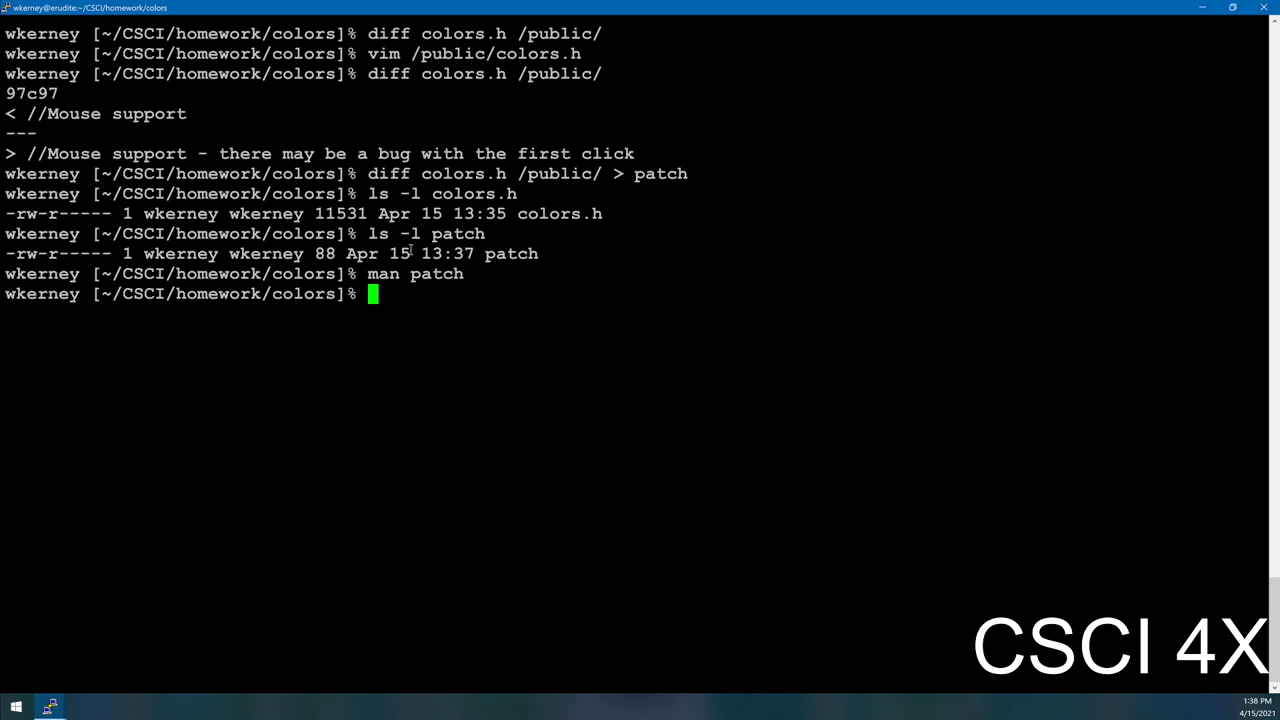 wkerney@erudite:~/CSCI/homework/colors
wkerney [~/CSCI/homework/colors]% diff colors.h /public/
wkerney [~/CSCI/homework/colors]% vim /public/colors.h
wkerney [~/CSCI/homework/colors]% diff colors.h /public/
97c97
< //Mouse support
---
> //Mouse support - there may be a bug with the first click
wkerney [~/CSCI/homework/colors]% diff colors.h /public/ > patch
wkerney [~/CSCI/homework/colors]% ls -l colors.h
-rw-r----- 1 wkerney wkerney 11531 Apr 15 13:35 colors.h
wkerney [~/CSCI/homework/colors]% ls -l patch
-rw-r----- 1 wkerney wkerney 88 Apr 15 13:37 patch
wkerney [~/CSCI/homework/colors]% man patch
wkerney [~/CSCI/homework/colors]%
CSCI 4X
1:38 PM
4/15/2021